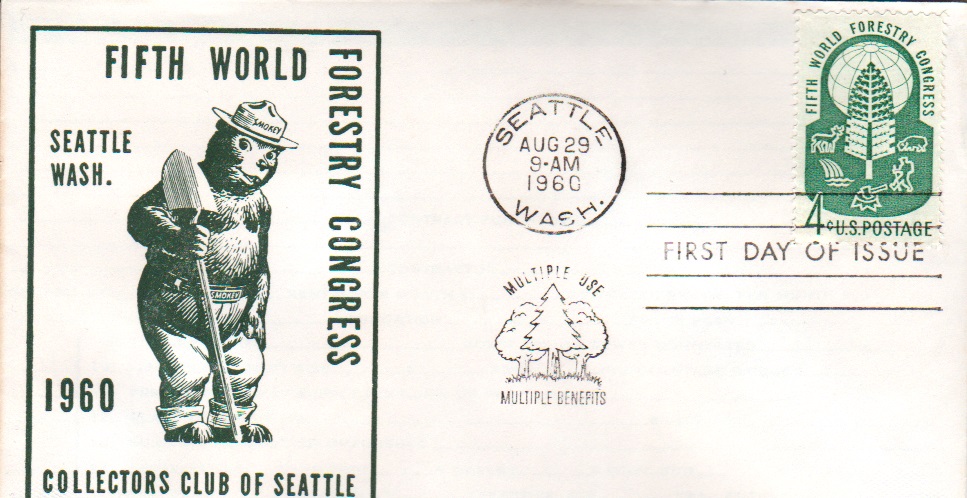 FIFTH WORLD
FORESTRY CONGRESS
SEATTLE
WASH.
SMOKEY
SMOKEY
1960
COLLECTORS CLUB OF SEATTLE
SEATTLE
AUG 29
9-AM
1960
WASH.
MULTIPLE USE
MULTIPLE BENEFITS
FIFTH WORLD FORESTRY CONGRESS
4¢ U.S. POSTAGE
FIRST DAY OF ISSUE